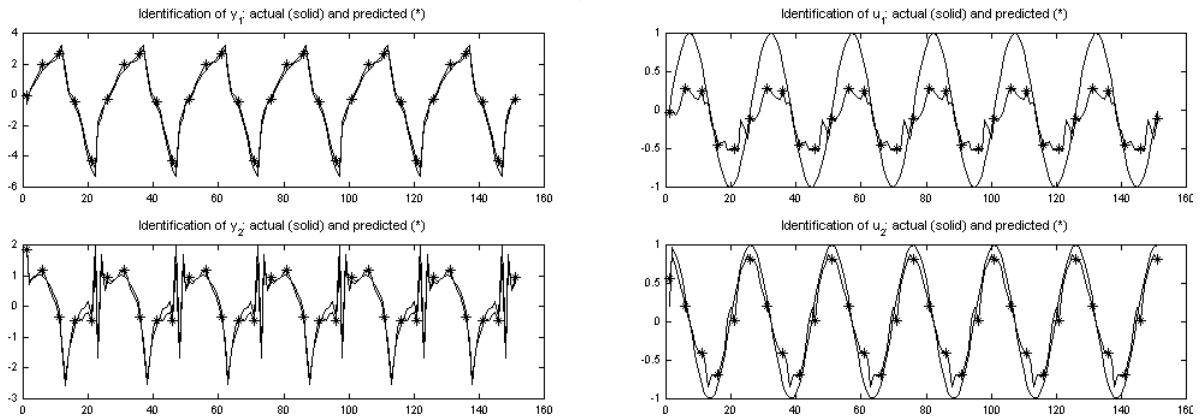 Identification of y1: actual (solid) and predicted (*)
4
2
0
-2
-4
-6
0 20 40 60 80 100 120 140 160
Identification of u1: actual (solid) and predicted (*)
1
0.5
0
-0.5
-1
0 20 40 60 80 100 120 140 160
Identification of y2: actual (solid) and predicted (*)
2
1
0
-1
-2
-3
0 20 40 60 80 100 120 140 160
Identification of u2: actual (solid) and predicted (*)
1
0.5
0
-0.5
-1
0 20 40 60 80 100 120 140 160